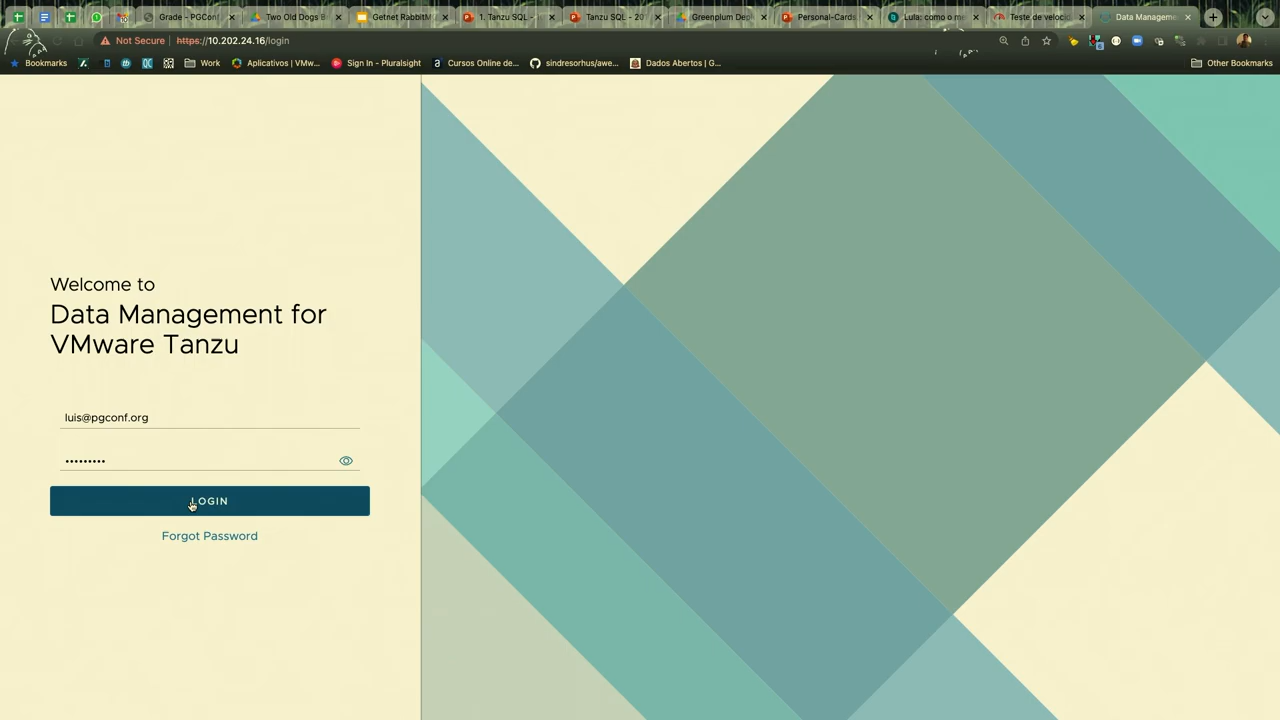 Grade - PGConf
Two Old Dogs B
Getnet RabbitM
1. Tanzu SQL -
Tanzu SQL - 20
Greenplum Dep
Personal-Cards
Lula: como o m
Teste de velocid
Data Manageme
Not Secure
https://10.202.24.16/login
Bookmarks
Work
Aplicativos | VMw...
Sign In - Pluralsight
Cursos Online de...
sindresorhus/awe...
Dados Abertos | G...
Other Bookmarks
Welcome to
Data Management for
VMware Tanzu
luis@pgconf.org
•••••••••
LOGIN
Forgot Password